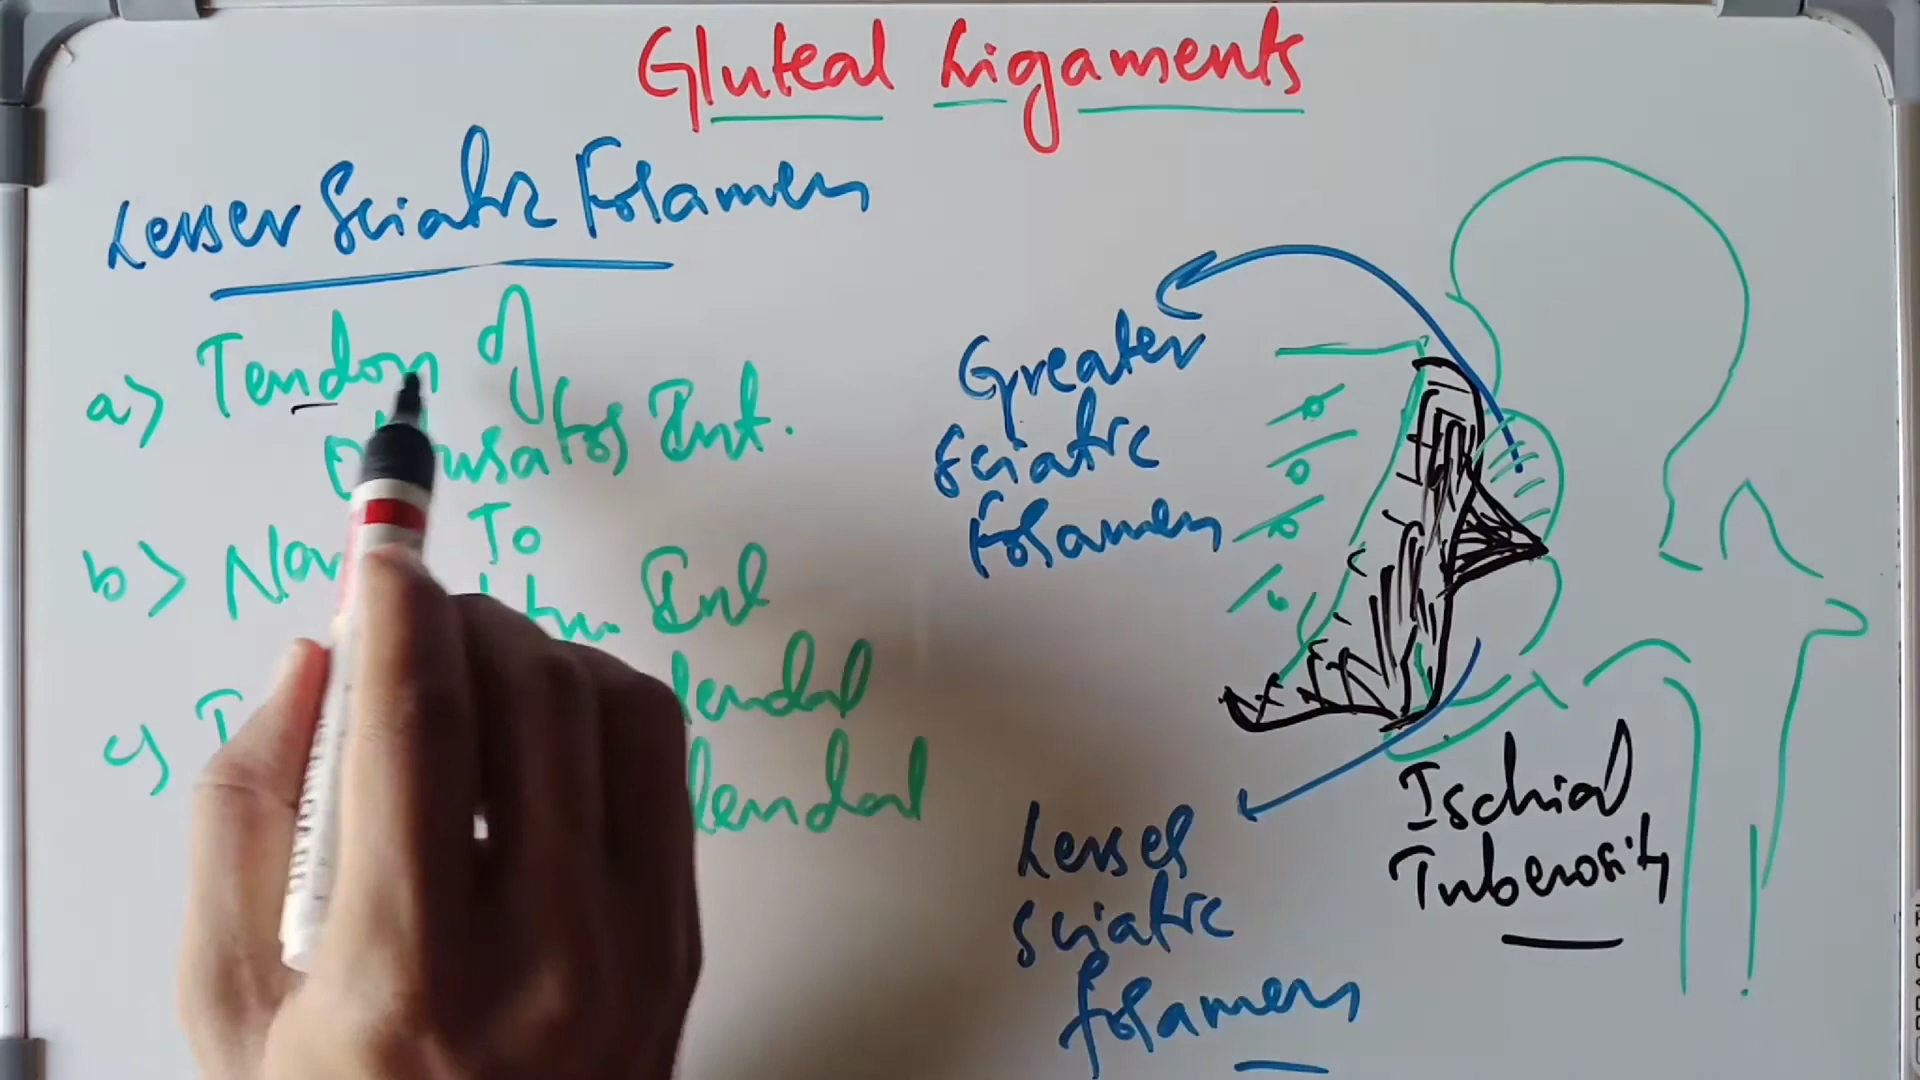 Gluteal Ligaments
Lesser Sciatic Foramen
a) Tendon of
Int.
b) To
Int
c)
Greater
Sciatic
Foramen
Lesser
Sciatic
Foramen
Ischial
Tuberosity